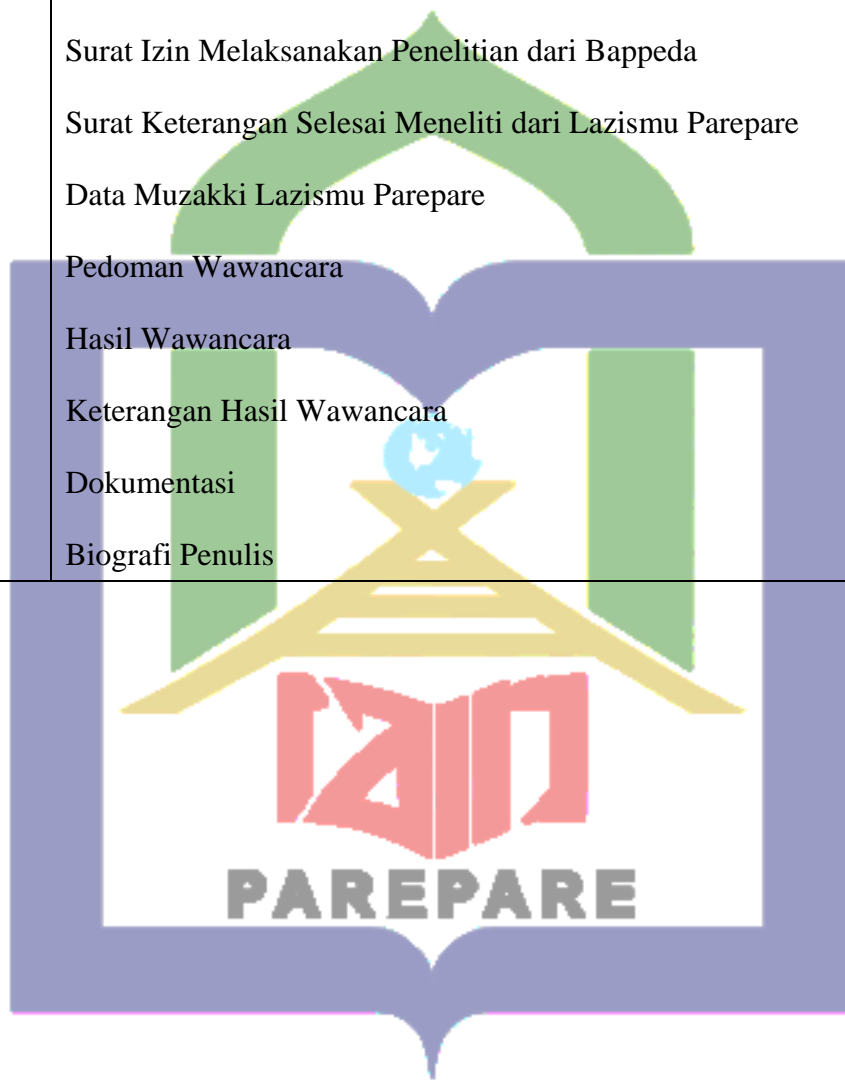 Surat Izin Melaksanakan Penelitian dari Bappeda
Surat Keterangan Selesai Meneliti dari Lazismu Parepare
Data Muzakki Lazismu Parepare
Pedoman Wawancara
Hasil Wawancara
Keterangan Hasil Wawancara
Dokumentasi
Biografi Penulis
iain
PAREPARE